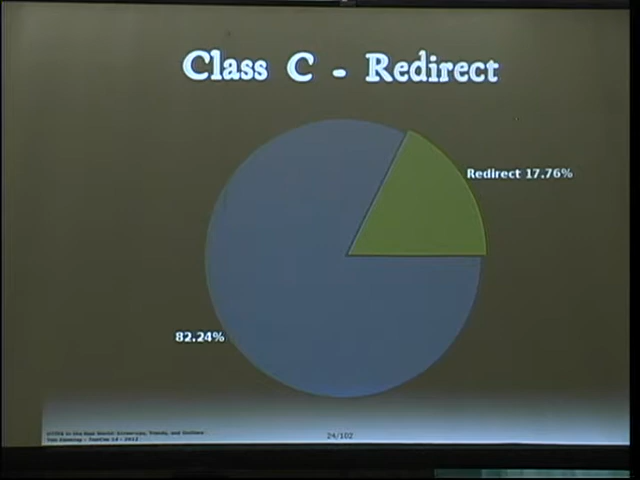 Class C - Redirect
Redirect 17.76%
82.24%
24/102